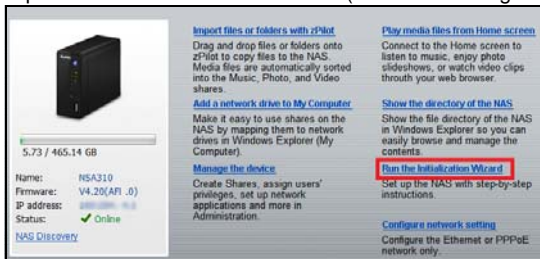 Import files or folders with zPilot
Drag and drop files or folders onto
zPilot to copy files to the NAS.
Media files are automatically sorted
into the Music, Photo, and Video
shares.
Add a network drive to My Computer
Make it easy to use shares on the
NAS by mapping them to network
drives in Windows Explorer (My
Computer).
Manage the device
Create Shares, assign users'
privileges, set up network
applications and more in
Administration.
Play media files from Home screen
Connect to the Home screen to
listen to music, enjoy photo
slideshows, or watch video clips
throuth your web browser.
Show the directory of the NAS
Show the file directory of the NAS
in Windows Explorer so you can
easily browse and manage the
contents.
Run the Initialization Wizard
Set up the NAS with step-by-step
instructions.
Configure network setting
Configure the Ethernet or PPPoE
network only.
5.73 / 465.14 GB
Name: NSA310
Firmware: V4.20(AFI .0)
IP address:
Status: Online
NAS Discovery